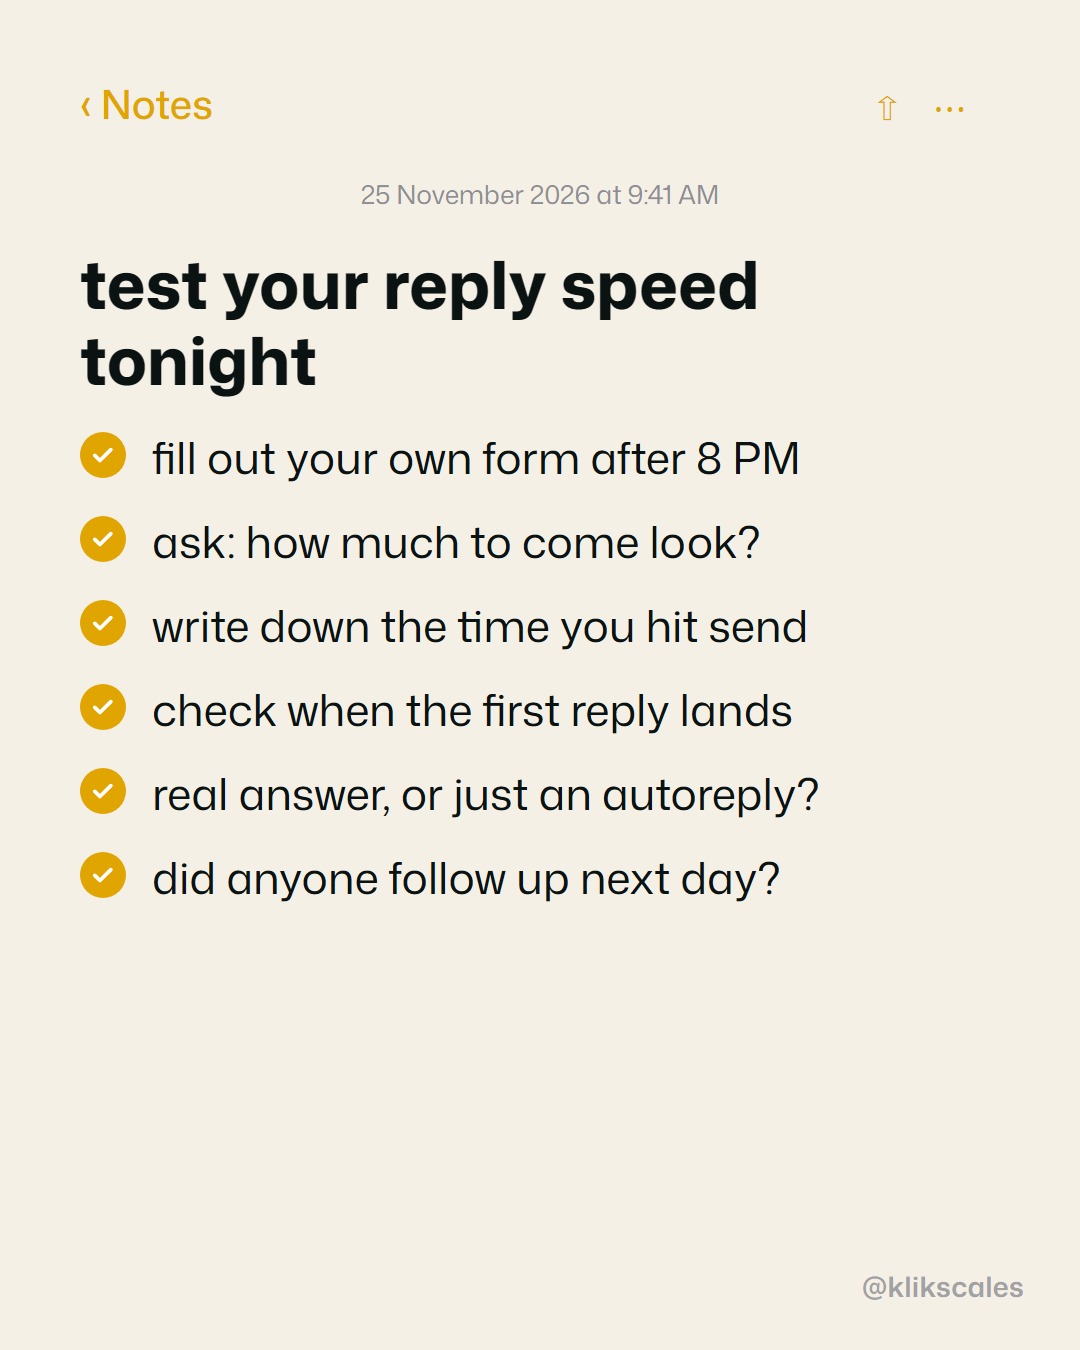 ‹ Notes ⇧ ...
25 November 2026 at 9:41 AM
test your reply speed
tonight
fill out your own form after 8 PM
ask: how much to come look?
write down the time you hit send
check when the first reply lands
real answer, or just an autoreply?
did anyone follow up next day?
@klikscales